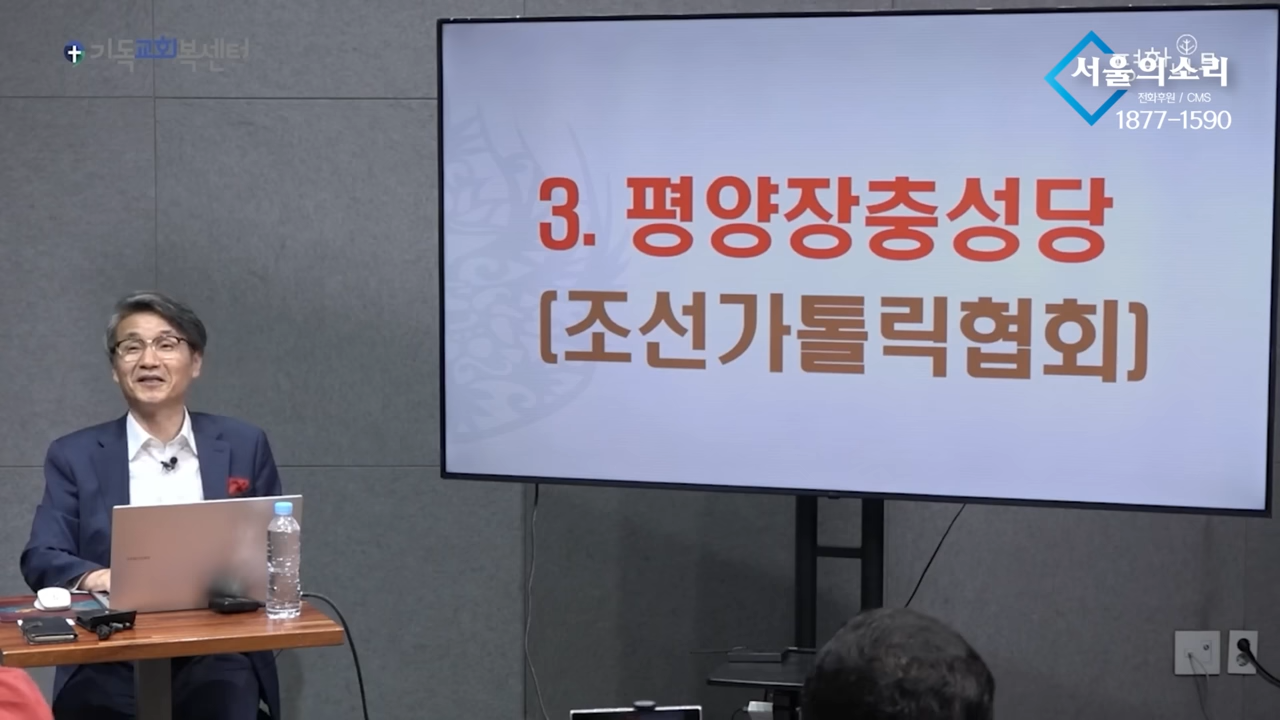 기독교회복센터
서울의소리
전화후원 / CMS
1877-1590
3. 평양장충성당
(조선가톨릭협회)